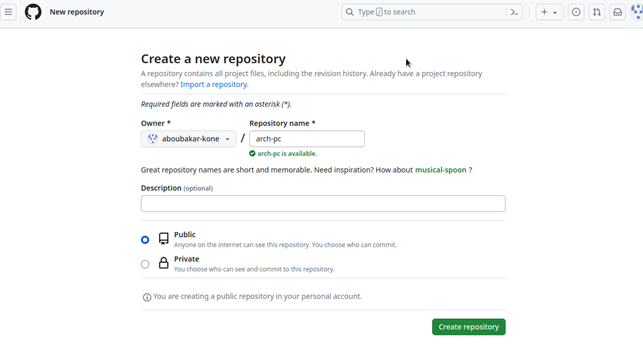 New repository
Type / to search
Create a new repository
A repository contains all project files, including the revision history. Already have a project repository
elsewhere? Import a repository.
Required fields are marked with an asterisk (*).
Owner * Repository name *
aboubakar-kone / arch-pc
arch-pc is available.
Great repository names are short and memorable. Need inspiration? How about musical-spoon ?
Description (optional)
Public
Anyone on the internet can see this repository. You choose who can commit.
Private
You choose who can see and commit to this repository.
You are creating a public repository in your personal account.
Create repository